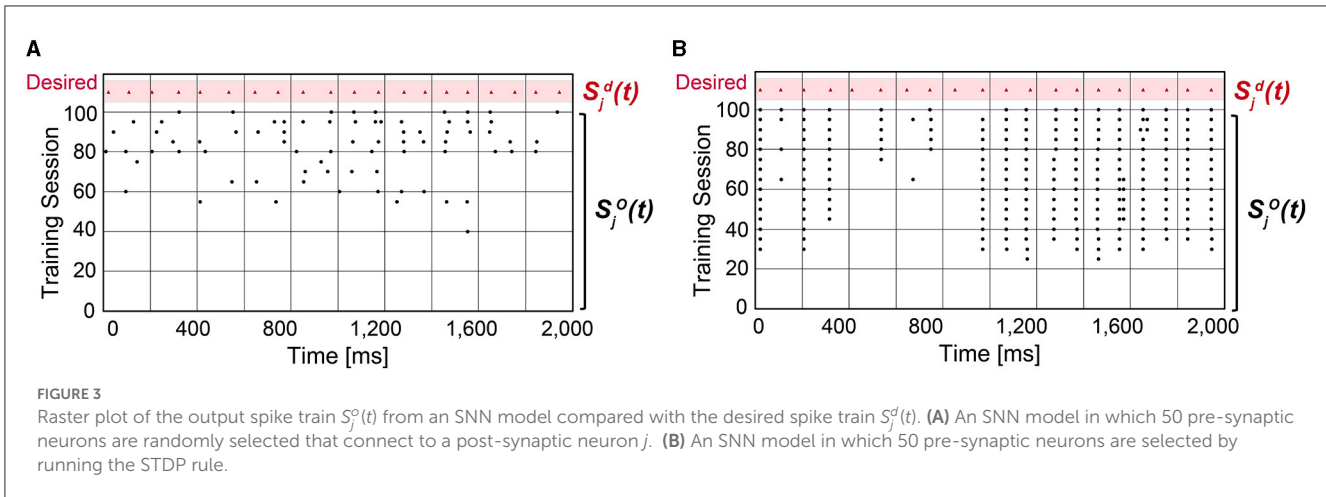 A
Desired
S_j^d(t)
100
80
60
40
20
0
Training Session
S_j^o(t)
0 400 800 1,200 1,600 2,000
Time [ms]
B
Desired
S_j^d(t)
100
80
60
40
20
0
Training Session
S_j^o(t)
0 400 800 1,200 1,600 2,000
Time [ms]
FIGURE 3
Raster plot of the output spike train S_j^o(t) from an SNN model compared with the desired spike train S_j^d(t). (A) An SNN model in which 50 pre-synaptic
neurons are randomly selected that connect to a post-synaptic neuron j. (B) An SNN model in which 50 pre-synaptic neurons are selected by
running the STDP rule.